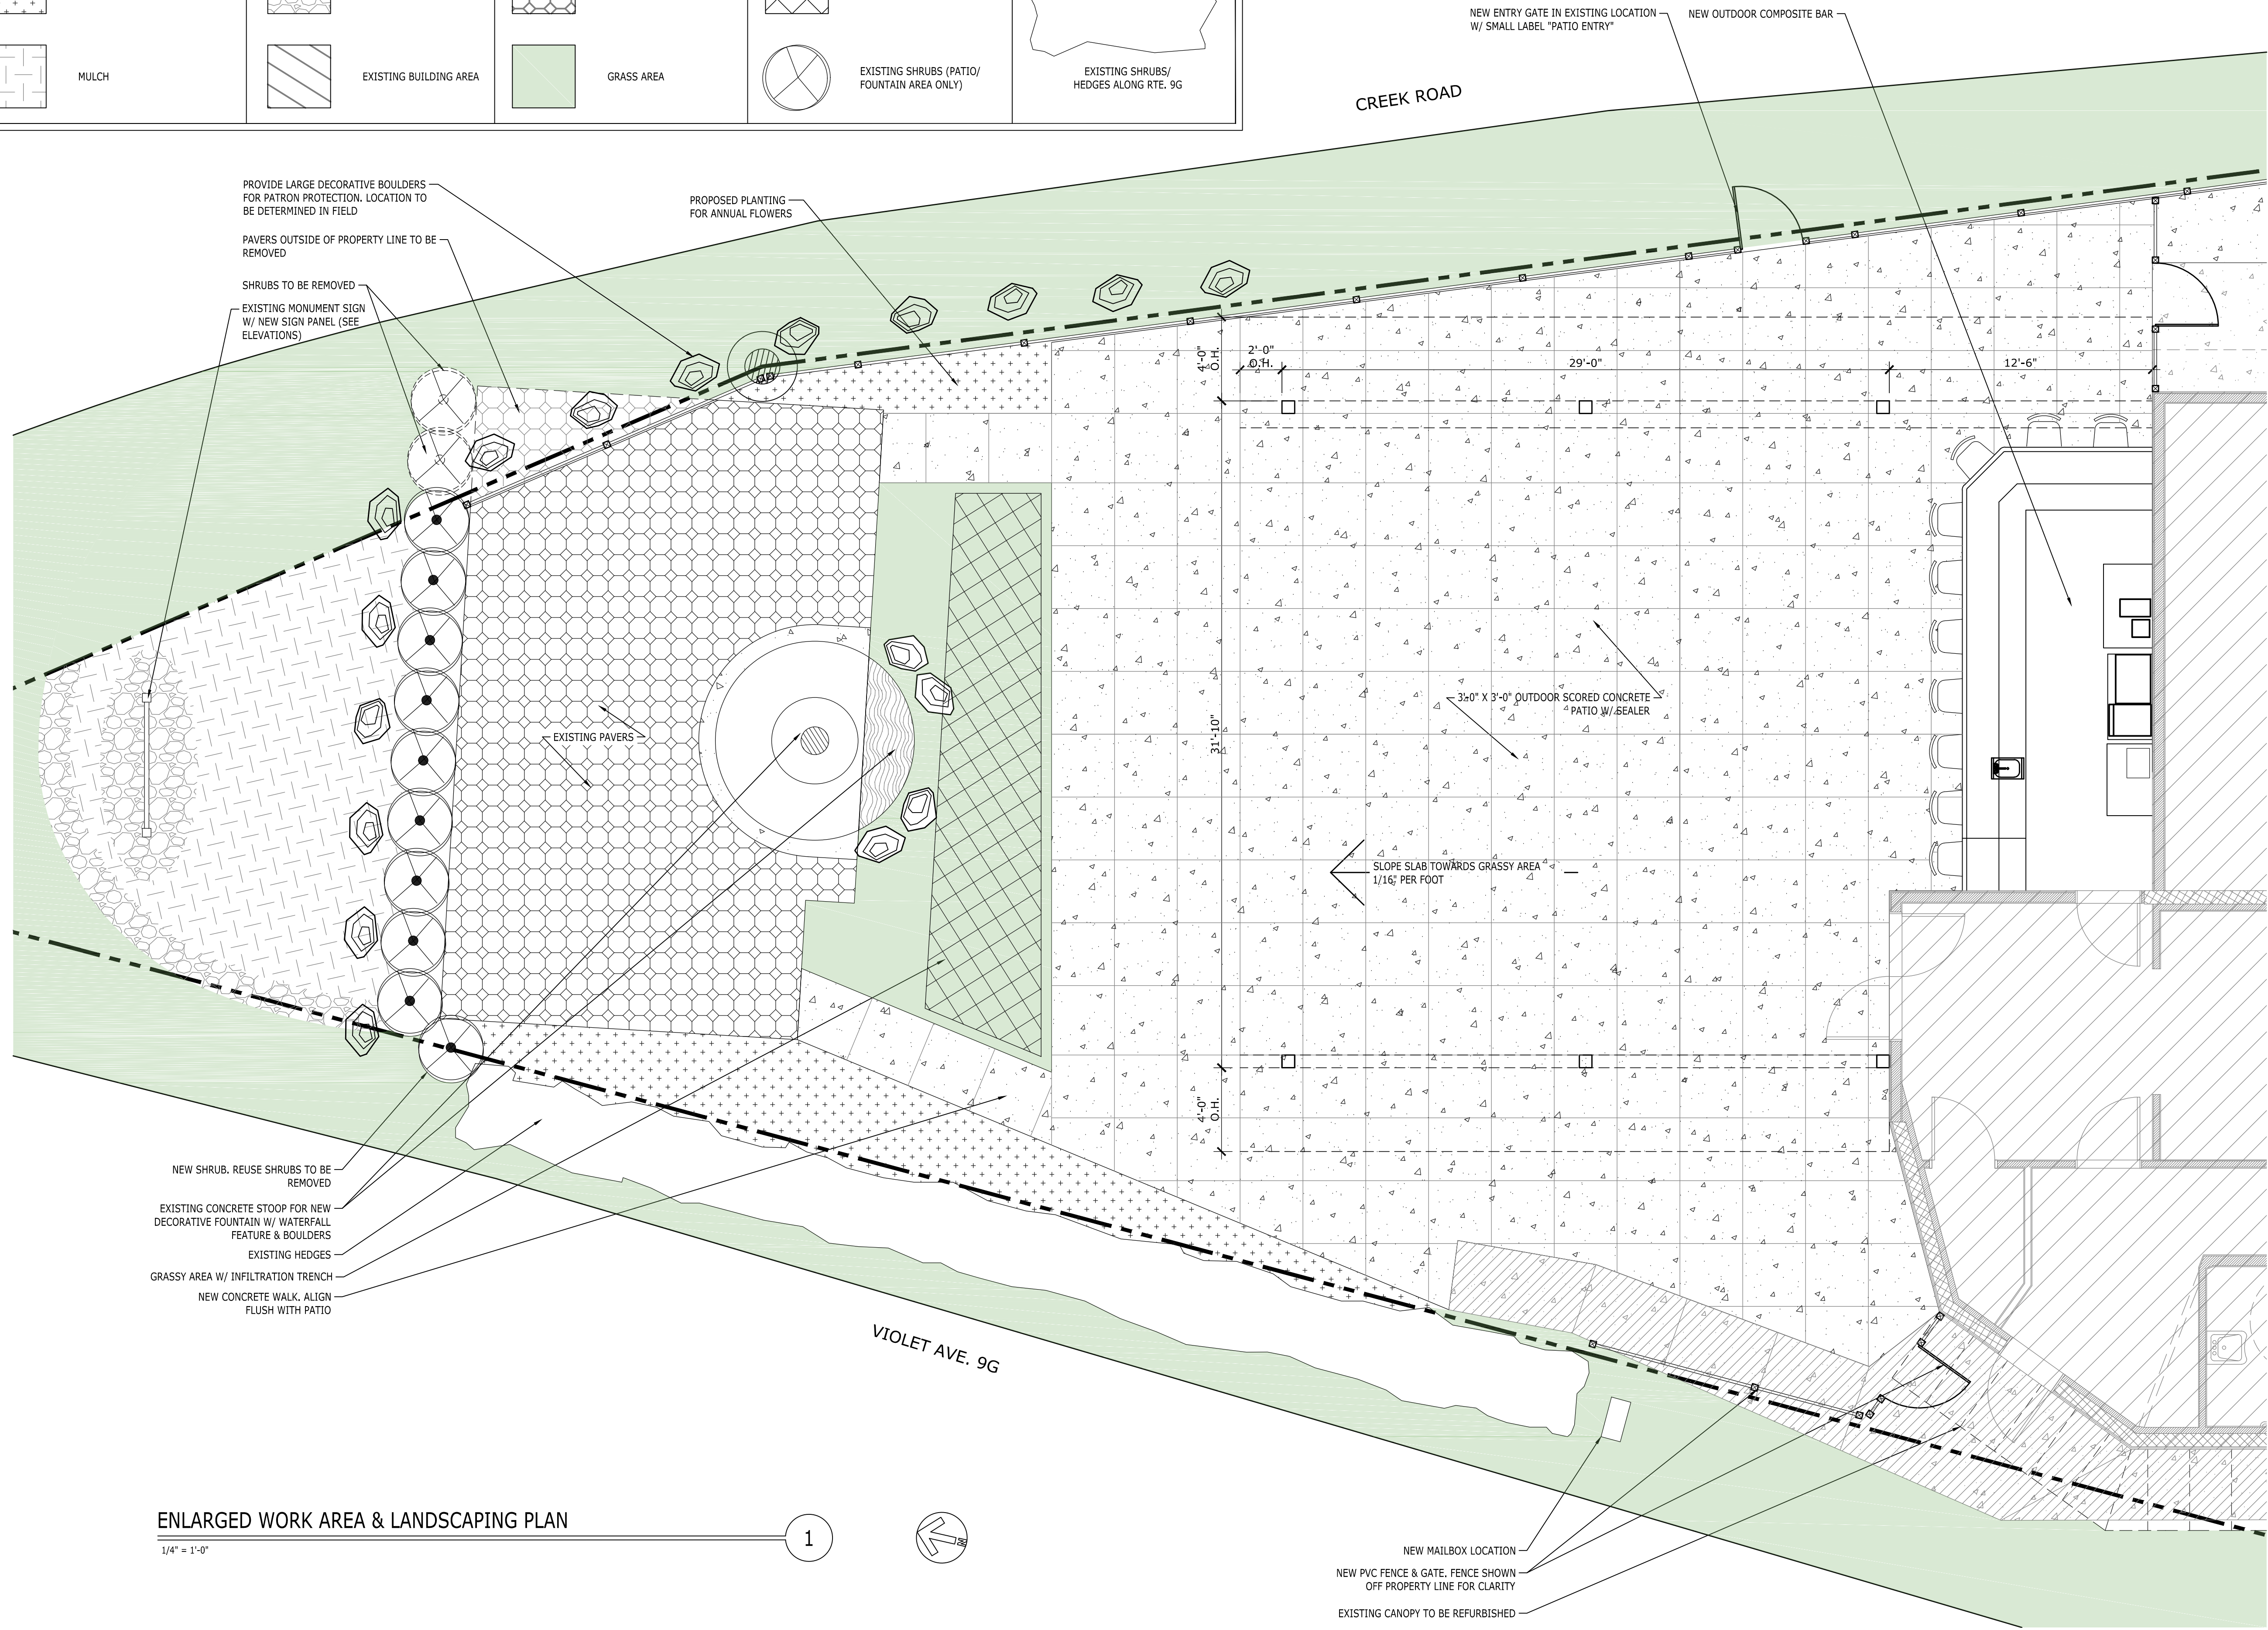 MULCH
EXISTING BUILDING AREA
GRASS AREA
EXISTING SHRUBS (PATIO/
FOUNTAIN AREA ONLY)
EXISTING SHRUBS/
HEDGES ALONG RTE. 9G
NEW ENTRY GATE IN EXISTING LOCATION
W/ SMALL LABEL "PATIO ENTRY"
NEW OUTDOOR COMPOSITE BAR
CREEK ROAD
PROVIDE LARGE DECORATIVE BOULDERS
FOR PATRON PROTECTION. LOCATION TO
BE DETERMINED IN FIELD
PROPOSED PLANTING
FOR ANNUAL FLOWERS
PAVERS OUTSIDE OF PROPERTY LINE TO BE
REMOVED
SHRUBS TO BE REMOVED
EXISTING MONUMENT SIGN
W/ NEW SIGN PANEL (SEE
ELEVATIONS)
4'-0"
O.H.
2'-0"
O.H.
29'-0"
12'-6"
3'-0" X 3'-0" OUTDOOR SCORED CONCRETE
PATIO W/ SEALER
EXISTING PAVERS
31'-10"
SLOPE SLAB TOWARDS GRASSY AREA
1/16" PER FOOT
4'-0"
O.H.
NEW SHRUB. REUSE SHRUBS TO BE
REMOVED
EXISTING CONCRETE STOOP FOR NEW
DECORATIVE FOUNTAIN W/ WATERFALL
FEATURE & BOULDERS
EXISTING HEDGES
GRASSY AREA W/ INFILTRATION TRENCH
NEW CONCRETE WALK. ALIGN
FLUSH WITH PATIO
VIOLET AVE. 9G
ENLARGED WORK AREA & LANDSCAPING PLAN
1
1/4" = 1'-0"
NEW MAILBOX LOCATION
NEW PVC FENCE & GATE. FENCE SHOWN
OFF PROPERTY LINE FOR CLARITY
EXISTING CANOPY TO BE REFURBISHED